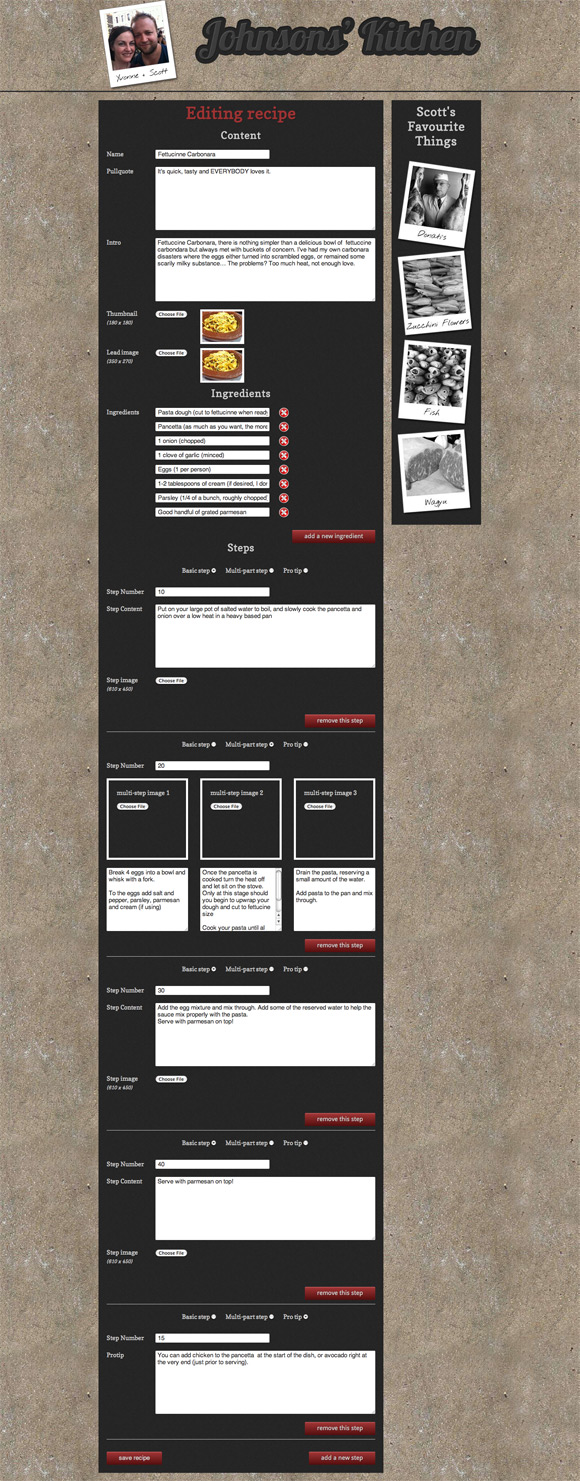 Johnsons' Kitchen
Yvonne + Scott
Editing recipe
Content
Name
Fettucinne Carbonara
Pullquote
It's quick, tasty and EVERYBODY loves it.
Intro
Fettuccine Carbonara, there is nothing simpler than a delicious bowl of fettuccine
carbondara but always met with buckets of concern. I've had my own carbonara
disasters where the eggs either turned into scrambled eggs, or remained some
scarily milky substance... The problems? Too much heat, not enough love.
Thumbnail
(180 x 180)
Choose File
Lead image
(350 x 270)
Choose File
Ingredients
Ingredients
Pasta dough (cut to fettucinne when read
Pancetta (as much as you want, the more
1 onion (chopped)
1 clove of garlic (minced)
Eggs (1 per person)
1-2 tablespoons of cream (if desired, I don
Parsley (1/4 of a bunch, roughly chopped
Good handful of grated parmesan
add a new ingredient
Steps
Basic step Multi-part step Pro tip
Step Number
10
Step Content
Put on your large pot of salted water to boil, and slowly cook the pancetta and
onion over a low heat in a heavy based pan
Step image
(610 x 450)
Choose File
remove this step
Basic step Multi-part step Pro tip
Step Number
20
multi-step image 1
Choose File
multi-step image 2
Choose File
multi-step image 3
Choose File
Break 4 eggs into a bowl and
whisk with a fork.
To the eggs add salt and
pepper, parsley, parmesan
and cream (if using)
Once the pancetta is
cooked turn the heat off
and let sit on the stove.
Only at this stage should
you begin to upwrap your
dough and cut to fettucine
size
Cook your pasta until al
Drain the pasta, reserving a
small amount of the water.
Add pasta to the pan and mix
through.
remove this step
Basic step Multi-part step Pro tip
Step Number
30
Step Content
Add the egg mixture and mix through. Add some of the reserved water to help the
sauce mix properly with the pasta.
Serve with parmesan on top!
Step image
(610 x 450)
Choose File
remove this step
Basic step Multi-part step Pro tip
Step Number
40
Step Content
Serve with parmesan on top!
Step image
(610 x 450)
Choose File
remove this step
Basic step Multi-part step Pro tip
Step Number
15
Protip
You can add chicken to the pancetta at the start of the dish, or avocado right at
the very end (just prior to serving).
remove this step
save recipe
add a new step
Scott's
Favourite
Things
Donatis
Zucchini Flowers
Fish
Wagyu